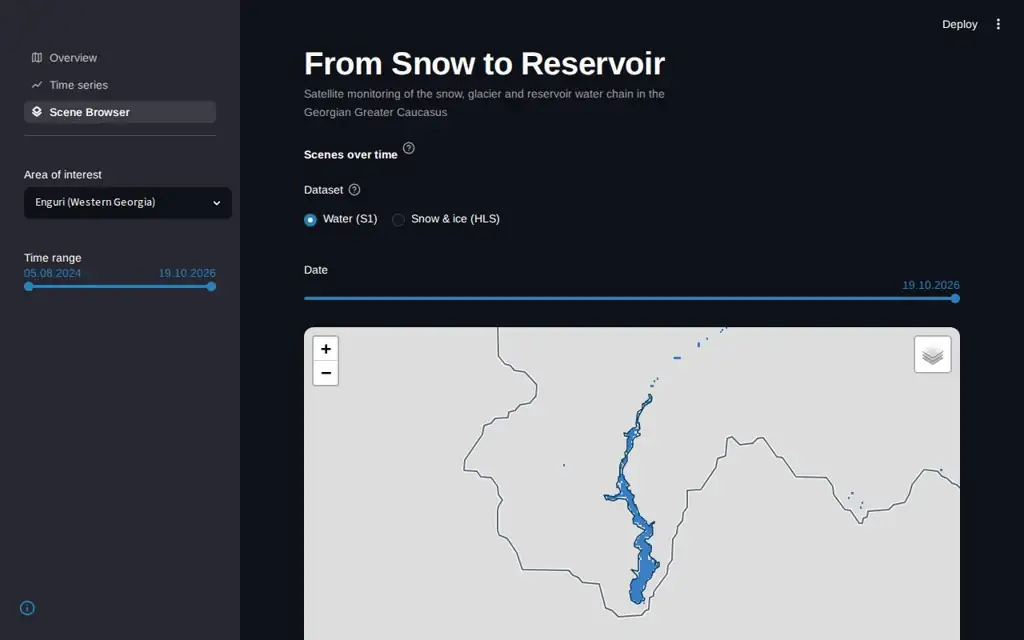 Deploy
Overview
Time series
Scene Browser
Area of interest
Enguri (Western Georgia)
Time range
05.08.2024 19.10.2026
From Snow to Reservoir
Satellite monitoring of the snow, glacier and reservoir water chain in the
Georgian Greater Caucasus
Scenes over time
Dataset
Water (S1) Snow & ice (HLS)
Date
19.10.2026
+
−